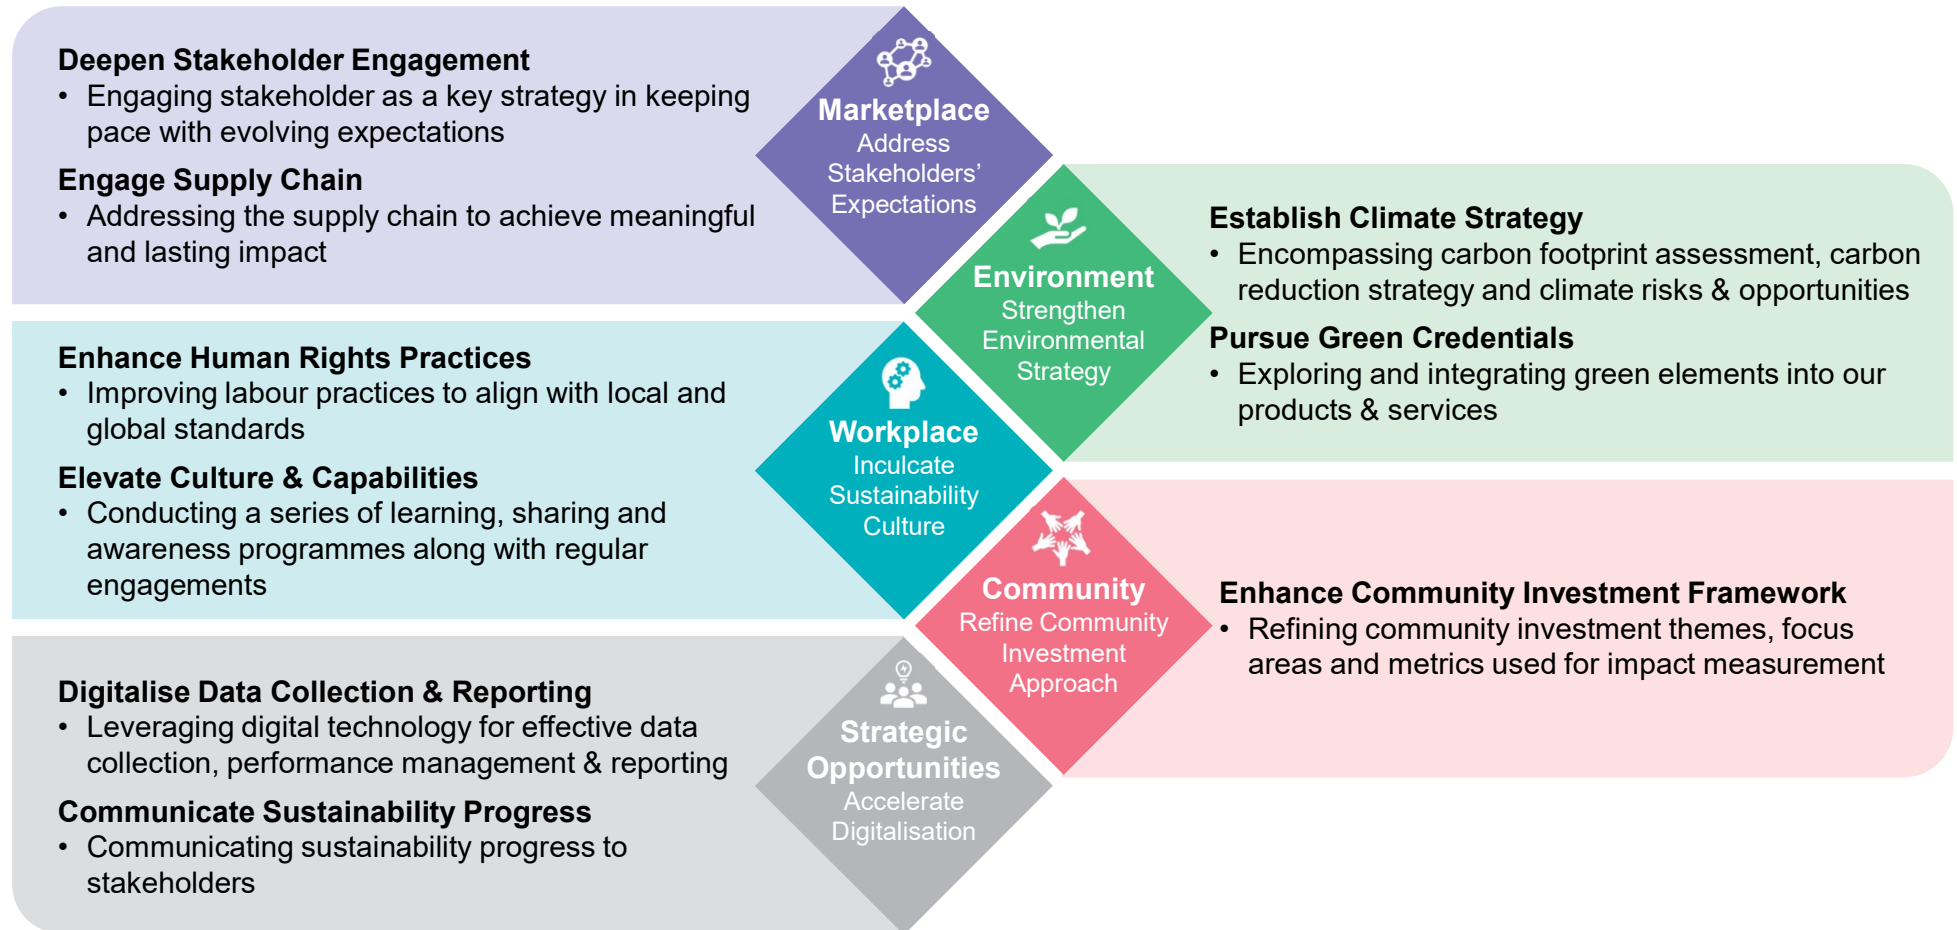 Deepen Stakeholder Engagement
• Engaging stakeholder as a key strategy in keeping
pace with evolving expectations
Engage Supply Chain
• Addressing the supply chain to achieve meaningful
and lasting impact
Marketplace
Address
Stakeholders’
Expectations
Environment
Strengthen
Environmental
Strategy
Establish Climate Strategy
• Encompassing carbon footprint assessment, carbon
reduction strategy and climate risks & opportunities
Pursue Green Credentials
• Exploring and integrating green elements into our
products & services
Enhance Human Rights Practices
• Improving labour practices to align with local and
global standards
Elevate Culture & Capabilities
• Conducting a series of learning, sharing and
awareness programmes along with regular
engagements
Workplace
Inculcate
Sustainability
Culture
Community
Refine Community
Investment
Approach
Enhance Community Investment Framework
• Refining community investment themes, focus
areas and metrics used for impact measurement
Digitalise Data Collection & Reporting
• Leveraging digital technology for effective data
collection, performance management & reporting
Communicate Sustainability Progress
• Communicating sustainability progress to
stakeholders
Strategic
Opportunities
Accelerate
Digitalisation